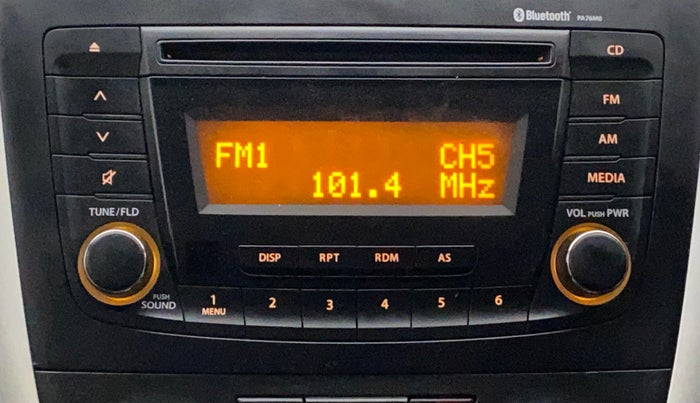 Bluetooth PA76M0
CD
FM
AM
MEDIA
FM1 CH5
101.4 MHz
TUNE/FLD
VOL PUSH PWR
DISP RPT RDM AS
PUSH
SOUND
1 2 3 4 5 6
MENU